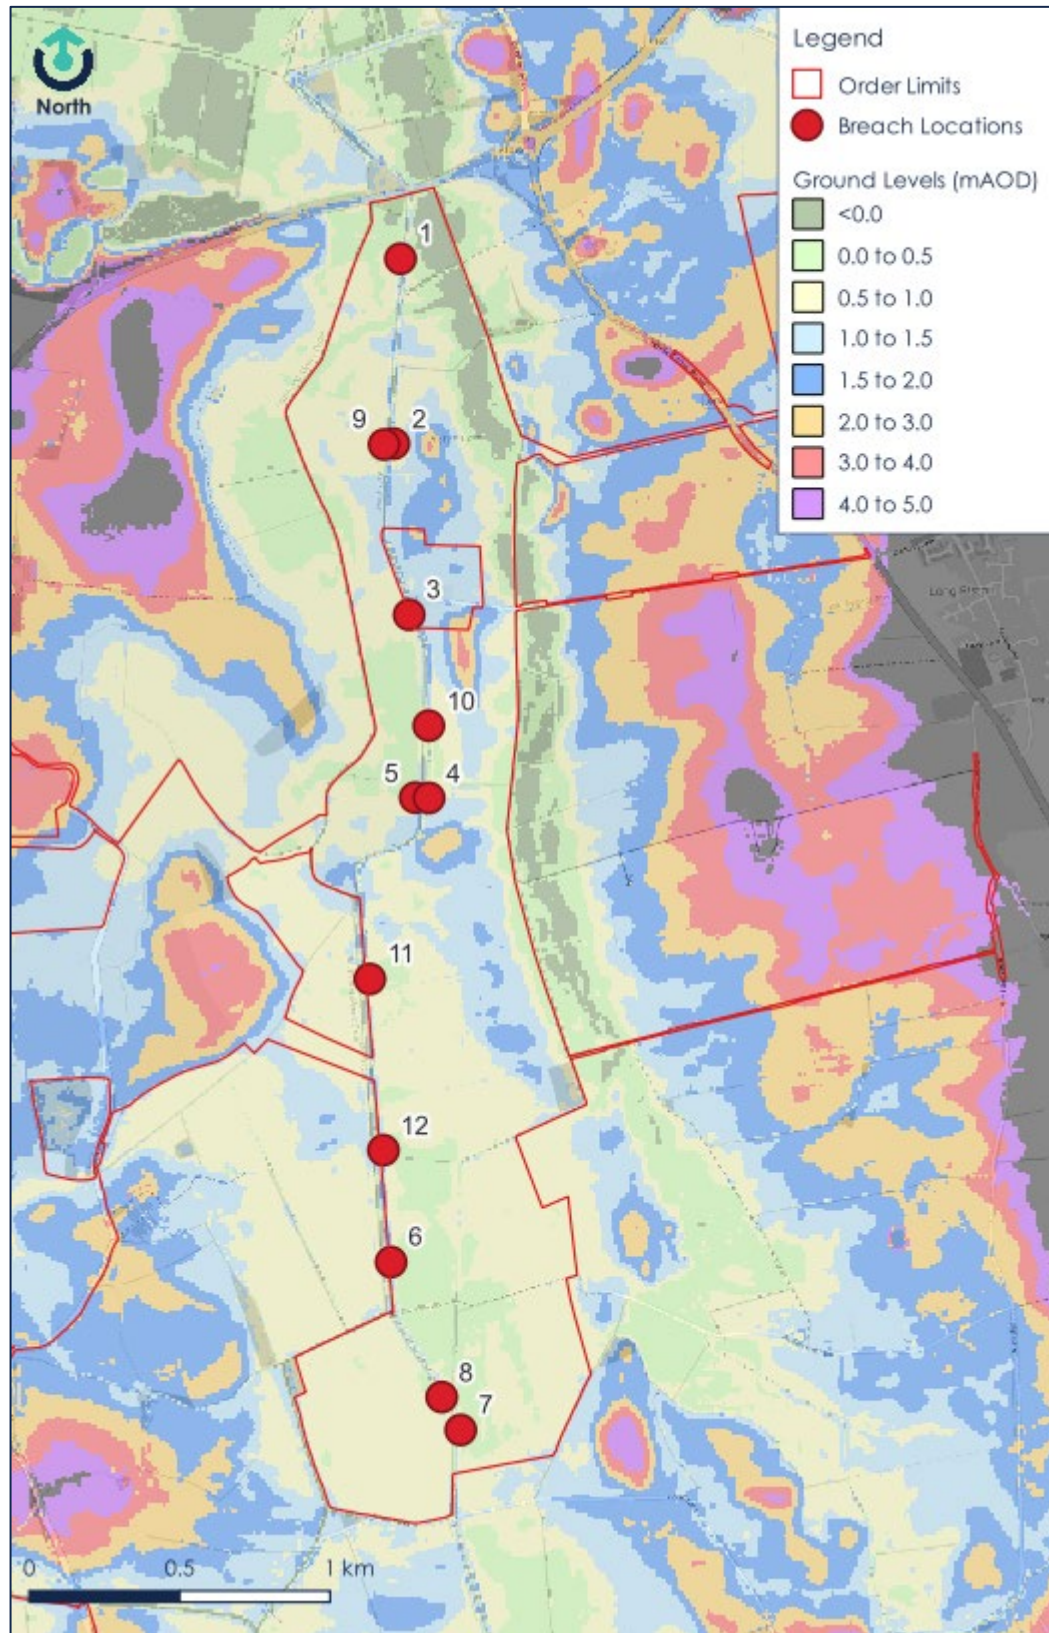 North
Legend
Order Limits
Breach Locations
Ground Levels (mAOD)
<0.0
0.0 to 0.5
0.5 to 1.0
1.0 to 1.5
1.5 to 2.0
2.0 to 3.0
3.0 to 4.0
4.0 to 5.0
1
9
2
3
10
5
4
11
12
6
8
7
0
0.5
1 km